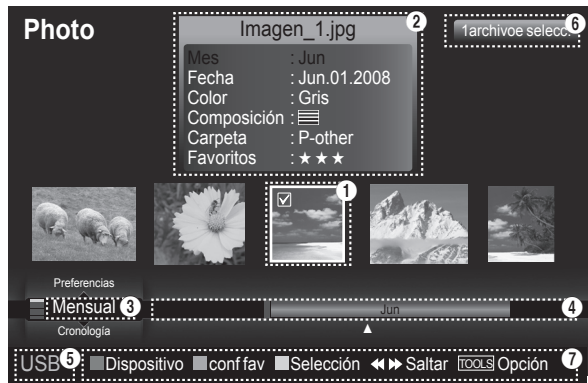 Photo
Imagen_1.jpg
2
1archivoe selecc.
6
Mes : Jun
Fecha : Jun.01.2008
Color : Gris
Composición :
Carpeta : P-other
Favoritos : ★★★
1
Preferencias
Mensual
3
Jun
4
Cronología
USB
5
Dispositivo conf fav Selección Saltar TOOLS Opción
7